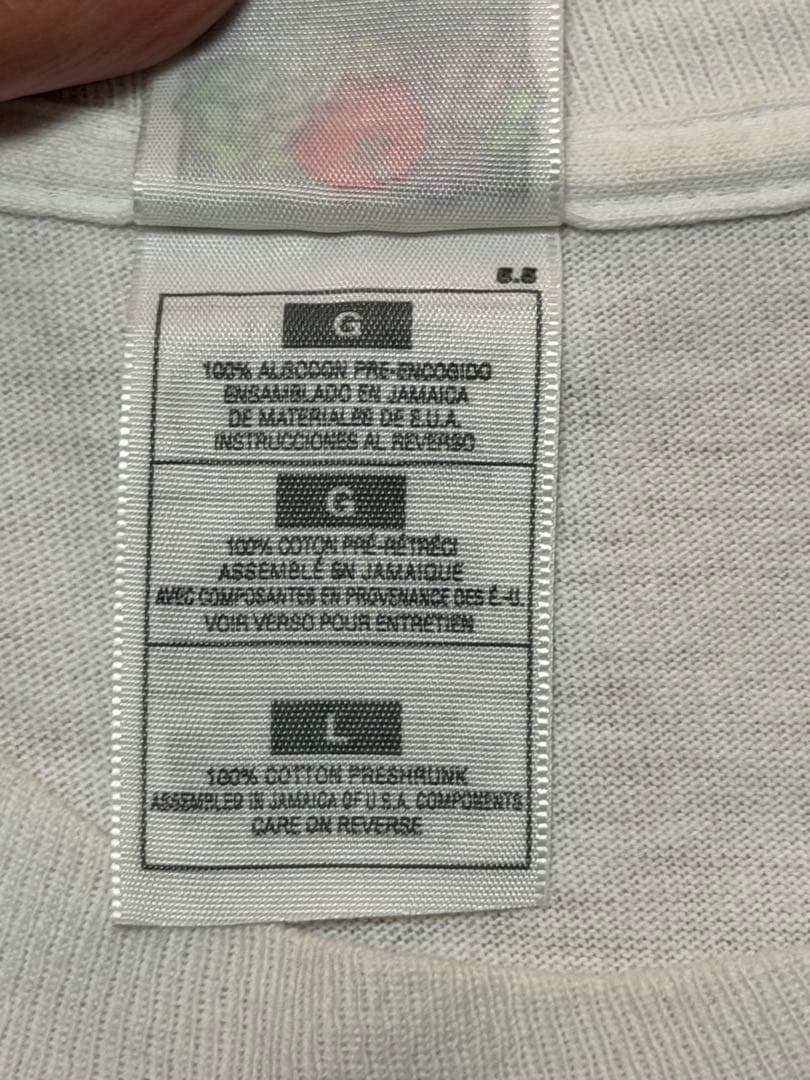 5.5
G
100% ALGODON PRE-ENCOGIDO
ENSAMBLADO EN JAMAICA
DE MATERIALES DE E.U.A.
INSTRUCCIONES AL REVERSO
G
100% COTON PRÉ-RÉTRÉCI
ASSEMBLÉ EN JAMAIQUE
AVEC COMPOSANTES EN PROVENANCE DES É.-U.
VOIR VERSO POUR ENTRETIEN
L
100% COTTON PRESHRUNK
ASSEMBLED IN JAMAICA OF U.S.A. COMPONENTS
CARE ON REVERSE